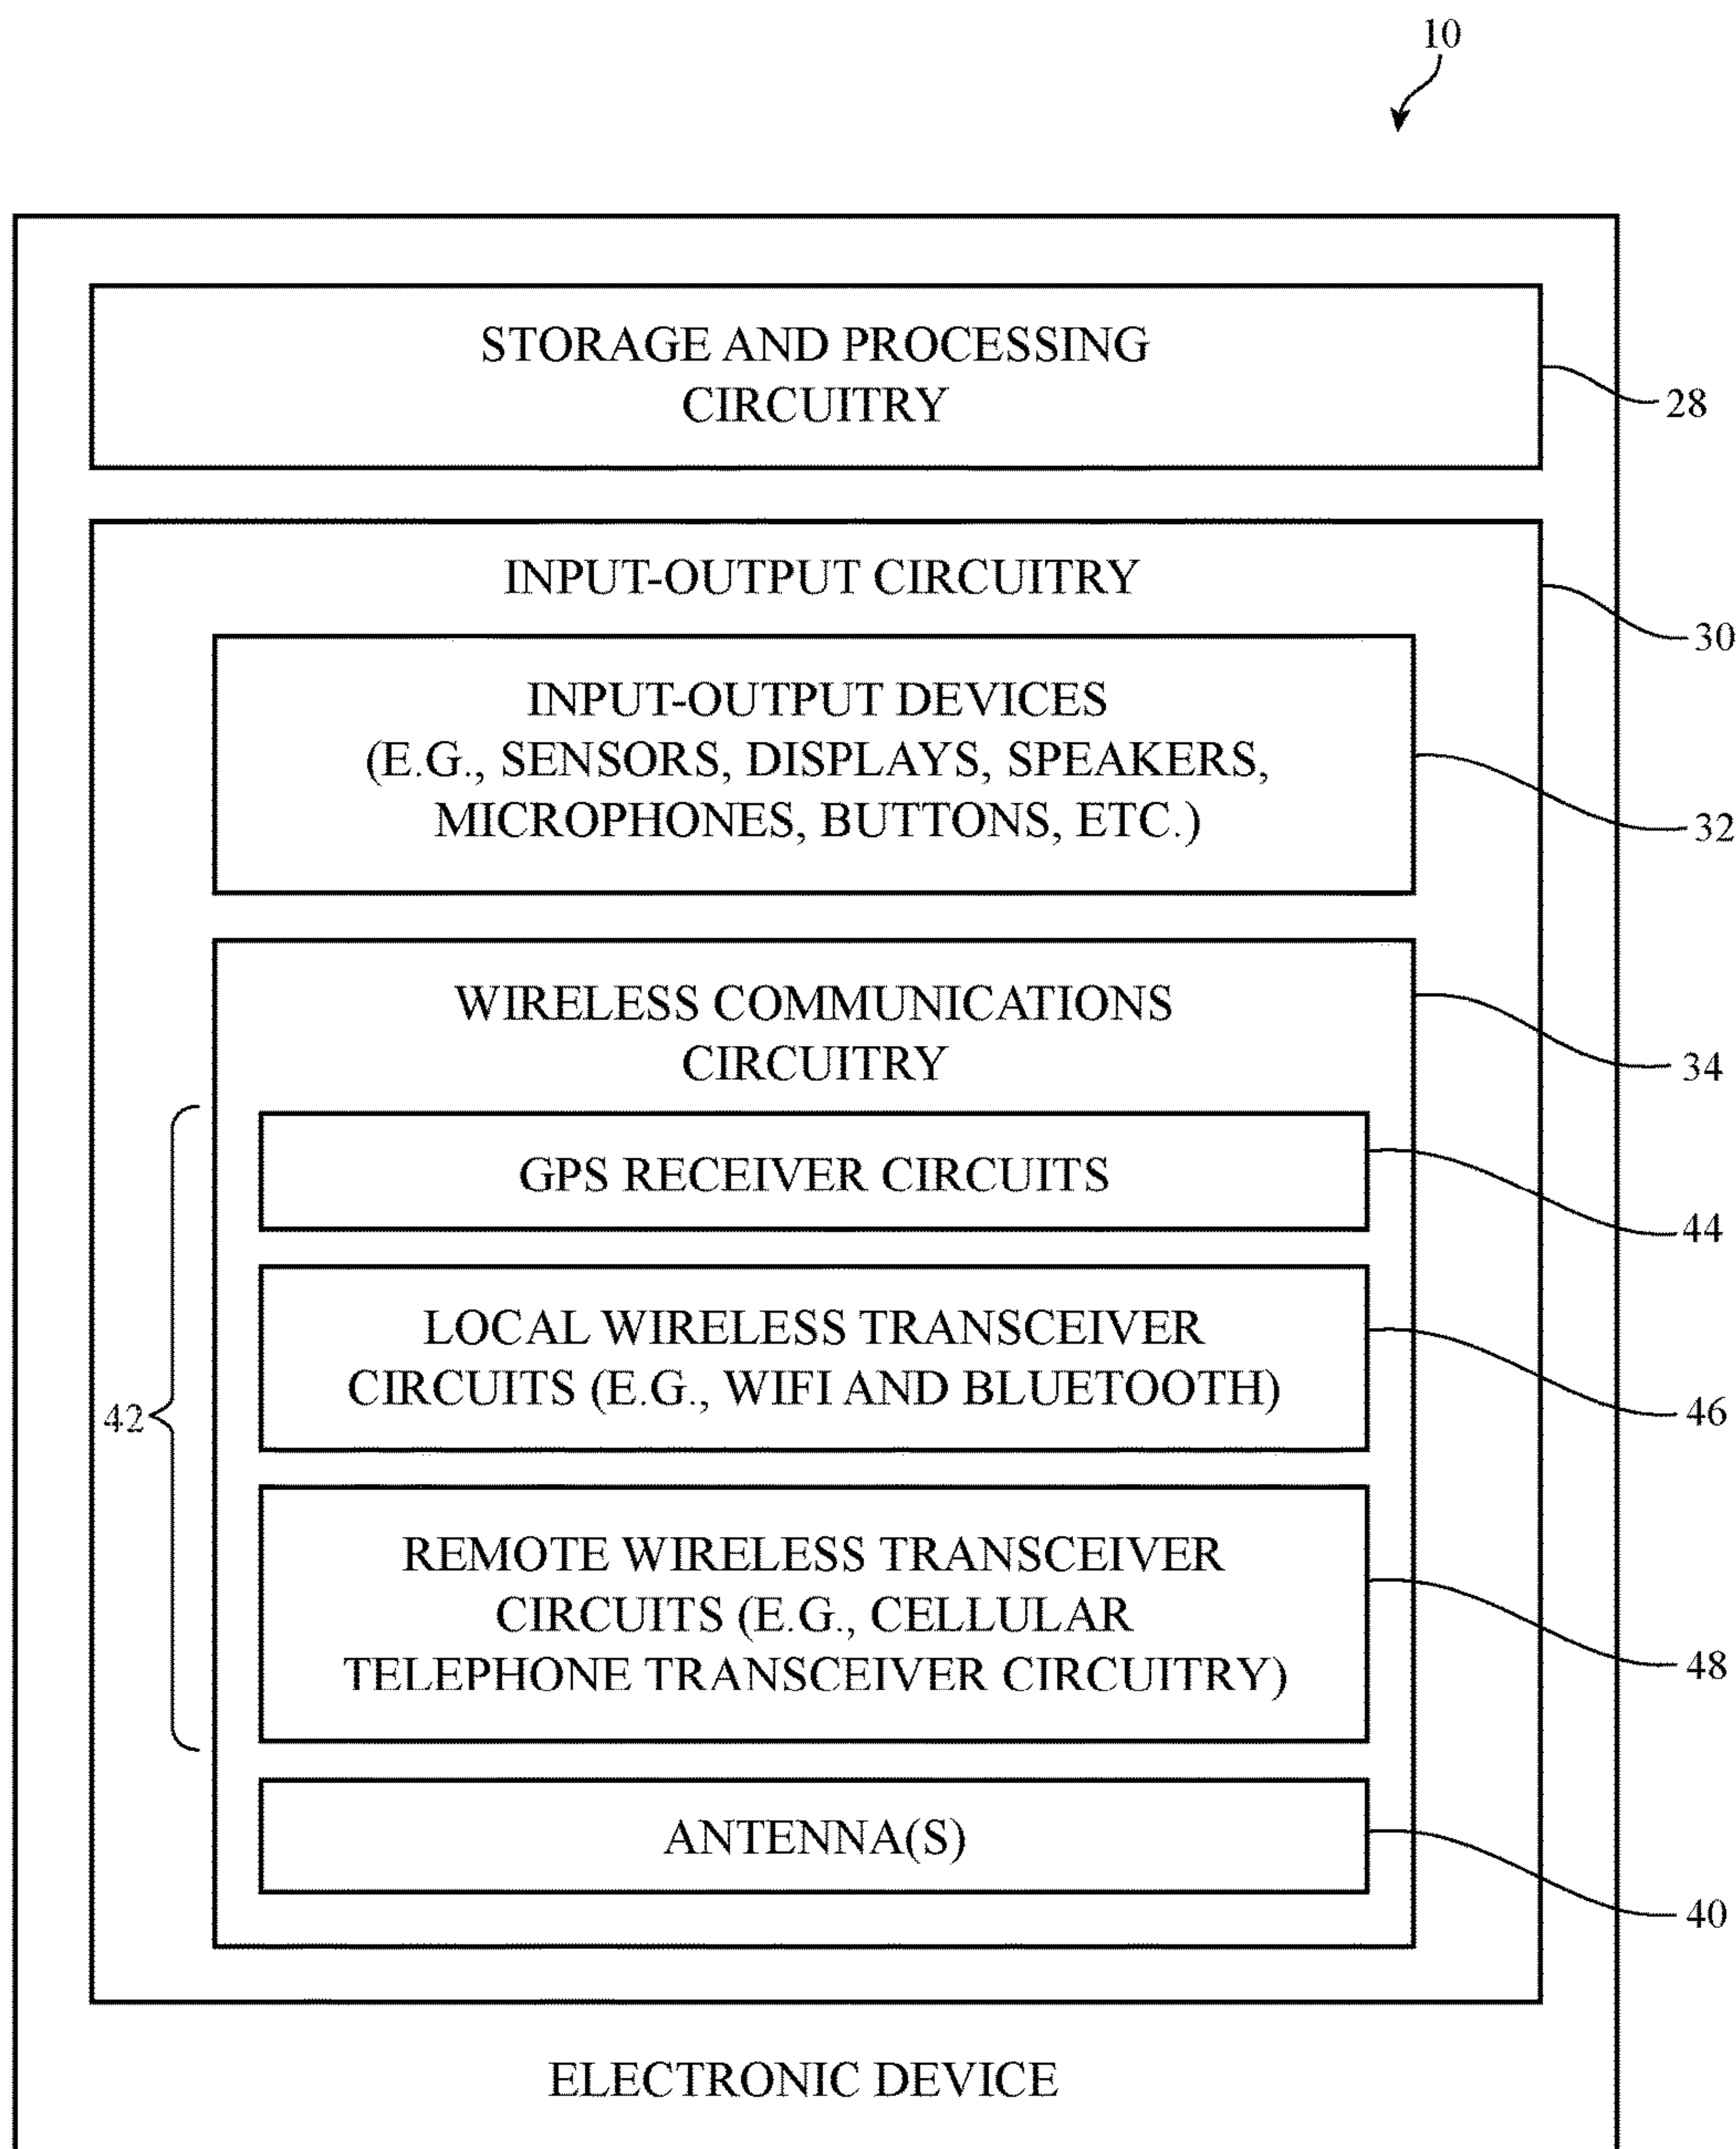 10
STORAGE AND PROCESSING
CIRCUITRY
28
INPUT-OUTPUT CIRCUITRY
30
INPUT-OUTPUT DEVICES
(E.G., SENSORS, DISPLAYS, SPEAKERS,
MICROPHONES, BUTTONS, ETC.)
32
WIRELESS COMMUNICATIONS
CIRCUITRY
34
GPS RECEIVER CIRCUITS
44
LOCAL WIRELESS TRANSCEIVER
CIRCUITS (E.G., WIFI AND BLUETOOTH)
46
42
REMOTE WIRELESS TRANSCEIVER
CIRCUITS (E.G., CELLULAR
TELEPHONE TRANSCEIVER CIRCUITRY)
48
ANTENNA(S)
40
ELECTRONIC DEVICE